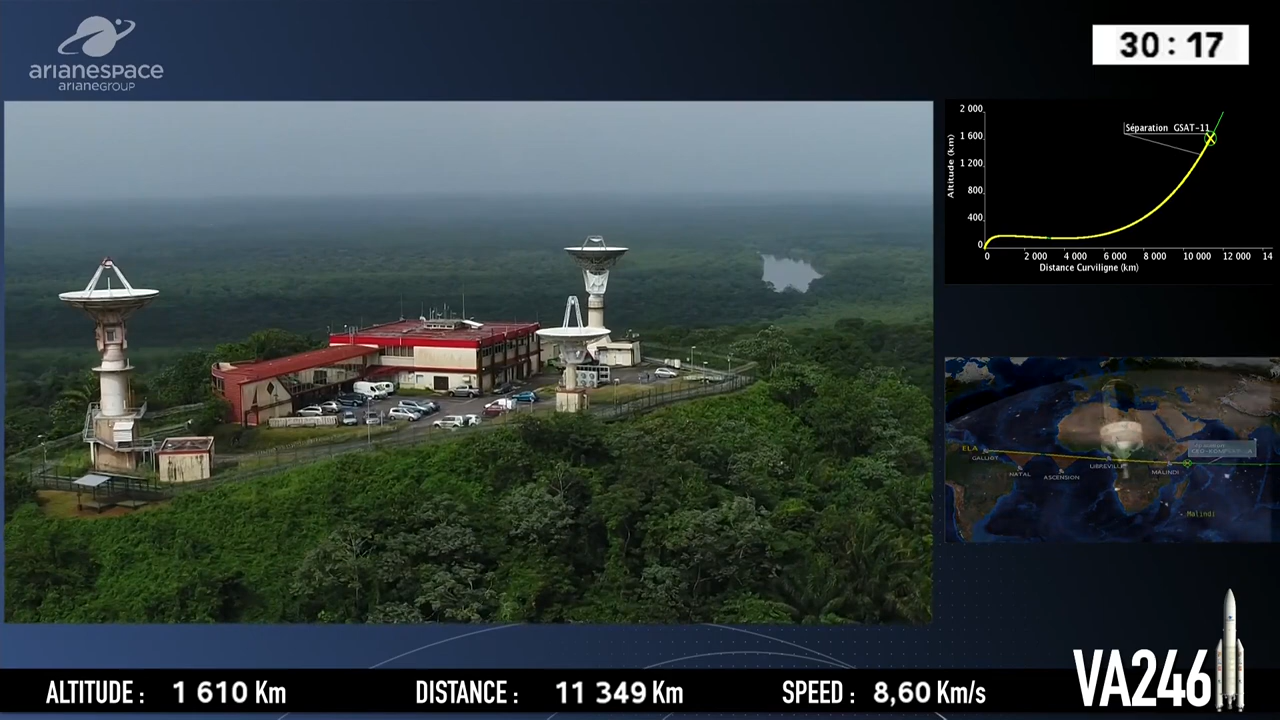 arianespace
arianeGROUP
30 : 17
2 000
1 600
1 200
800
400
0
Altitude (km)
Séparation GSAT-11
0 2 000 4 000 6 000 8 000 10 000 12 000 14
Distance Curviligne (km)
ELA
GALLIOT
NATAL
ASCENSION
LIBREVILLE
MALINDI
Malindi
VA246
ALTITUDE : 1 610 Km DISTANCE : 11 349 Km SPEED : 8,60 Km/s